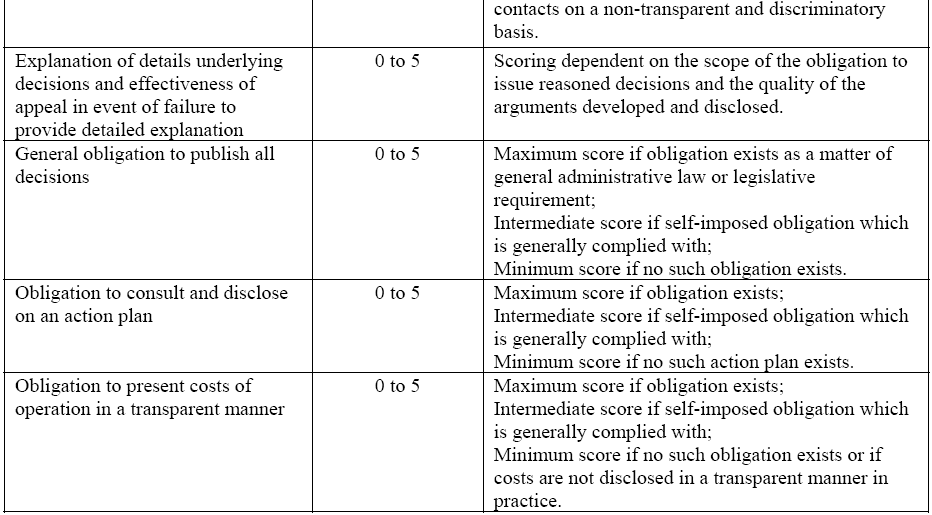 contacts on a non-transparent and discriminatory
basis.
Explanation of details underlying
decisions and effectiveness of
appeal in event of failure to
provide detailed explanation
0 to 5
Scoring dependent on the scope of the obligation to
issue reasoned decisions and the quality of the
arguments developed and disclosed.
General obligation to publish all
decisions
0 to 5
Maximum score if obligation exists as a matter of
general administrative law or legislative
requirement;
Intermediate score if self-imposed obligation which
is generally complied with;
Minimum score if no such obligation exists.
Obligation to consult and disclose
on an action plan
0 to 5
Maximum score if obligation exists;
Intermediate score if self-imposed obligation which
is generally complied with;
Minimum score if no such action plan exists.
Obligation to present costs of
operation in a transparent manner
0 to 5
Maximum score if obligation exists;
Intermediate score if self-imposed obligation which
is generally complied with;
Minimum score if no such obligation exists or if
costs are not disclosed in a transparent manner in
practice.